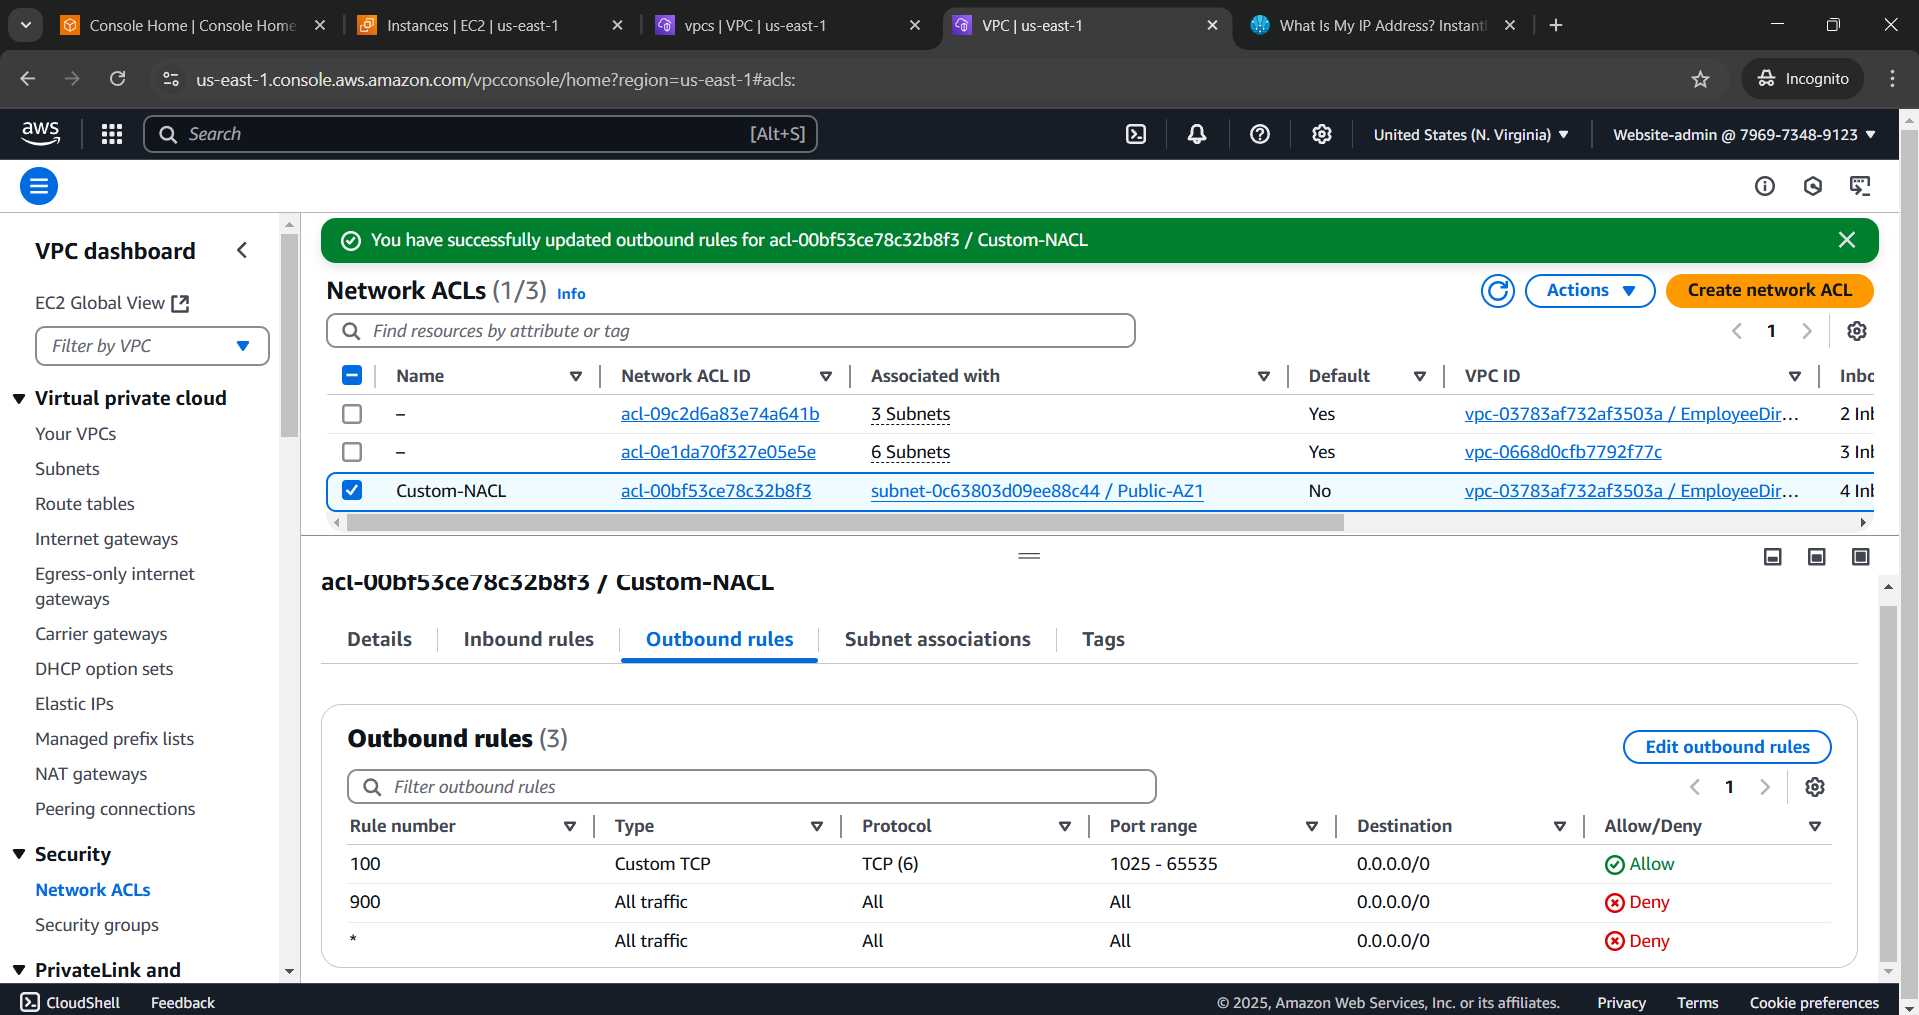 Console Home | Console Home
Instances | EC2 | us-east-1
vpcs | VPC | us-east-1
VPC | us-east-1
What Is My IP Address? Instant
us-east-1.console.aws.amazon.com/vpcconsole/home?region=us-east-1#acls:
Incognito
aws
Search
[Alt+S]
United States (N. Virginia)
Website-admin @ 7969-7348-9123
VPC dashboard
EC2 Global View
Filter by VPC
Virtual private cloud
Your VPCs
Subnets
Route tables
Internet gateways
Egress-only internet
gateways
Carrier gateways
DHCP option sets
Elastic IPs
Managed prefix lists
NAT gateways
Peering connections
Security
Network ACLs
Security groups
PrivateLink and
You have successfully updated outbound rules for acl-00bf53ce78c32b8f3 / Custom-NACL
Network ACLs (1/3) Info
Actions
Create network ACL
Find resources by attribute or tag
1
Name Network ACL ID Associated with Default VPC ID Inbo
– acl-09c2d6a83e74a641b 3 Subnets Yes vpc-03783af732af3503a / EmployeeDir... 2 Inb
– acl-0e1da70f327e05e5e 6 Subnets Yes vpc-0668d0cfb7792f77c 3 Inb
Custom-NACL acl-00bf53ce78c32b8f3 subnet-0c63803d09ee88c44 / Public-AZ1 No vpc-03783af732af3503a / EmployeeDir... 4 Inb
acl-00bf53ce78c32b8f3 / Custom-NACL
Details Inbound rules Outbound rules Subnet associations Tags
Outbound rules (3)
Edit outbound rules
Filter outbound rules
1
Rule number Type Protocol Port range Destination Allow/Deny
100 Custom TCP TCP (6) 1025 - 65535 0.0.0.0/0 Allow
900 All traffic All All 0.0.0.0/0 Deny
* All traffic All All 0.0.0.0/0 Deny
CloudShell Feedback © 2025, Amazon Web Services, Inc. or its affiliates. Privacy Terms Cookie preferences